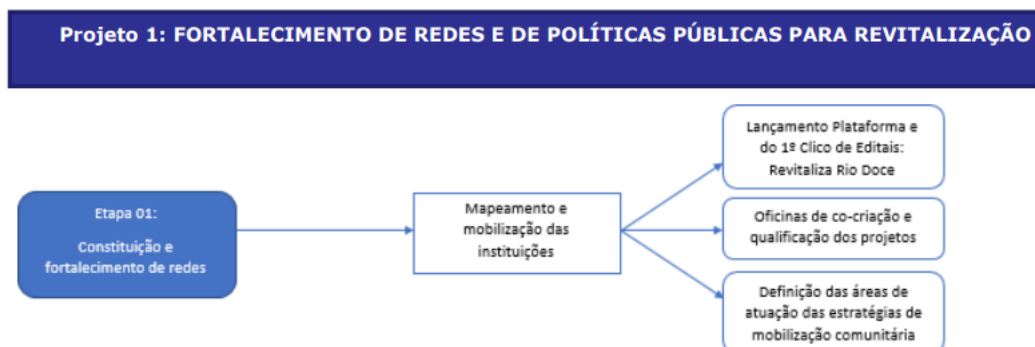 Projeto 1: FORTALECIMENTO DE REDES E DE POLÍTICAS PÚBLICAS PARA REVITALIZAÇÃO
Etapa 01:
Constituição e
fortalecimento de redes
Mapeamento e
mobilização das
instituições
Lançamento Plataforma e
do 1º Clico de Editais:
Revitaliza Rio Doce
Oficinas de co-criação e
qualificação dos projetos
Definição das áreas de
atuação das estratégias de
mobilização comunitária